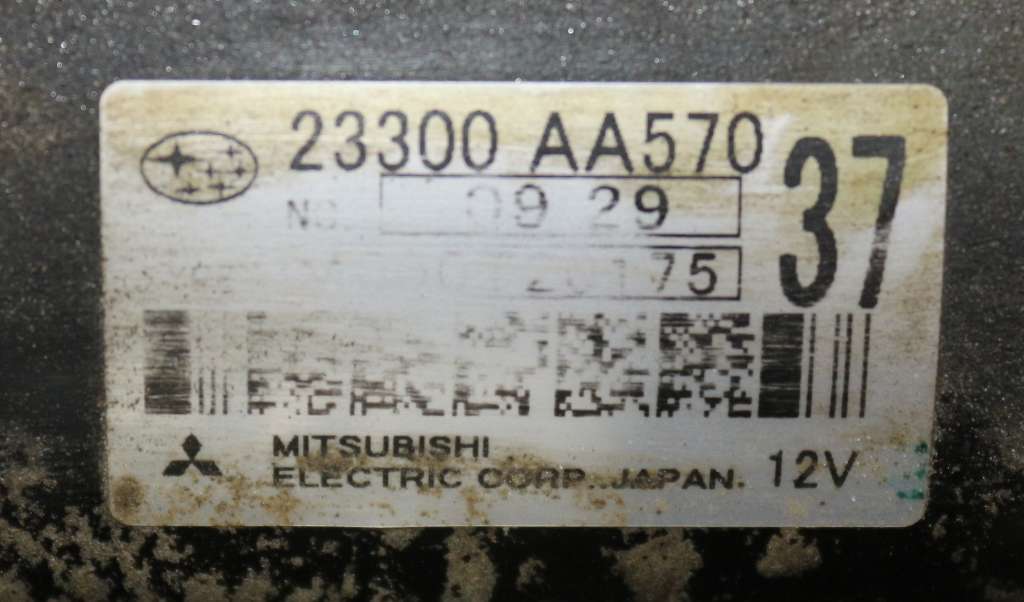 23300 AA570
37
09 29
75
MITSUBISHI
ELECTRIC CORP. JAPAN.
12V